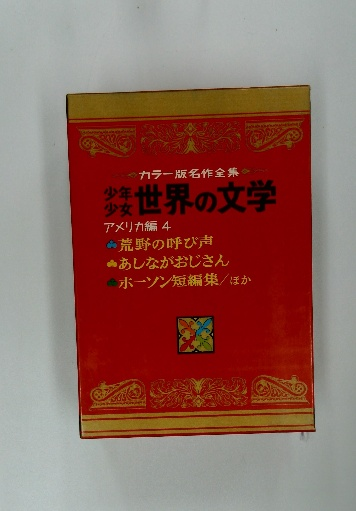 カラー版名作全集
少年少女 世界の文学
アメリカ編 4
荒野の呼び声
あしながおじさん
ホーソン短編集/ほか